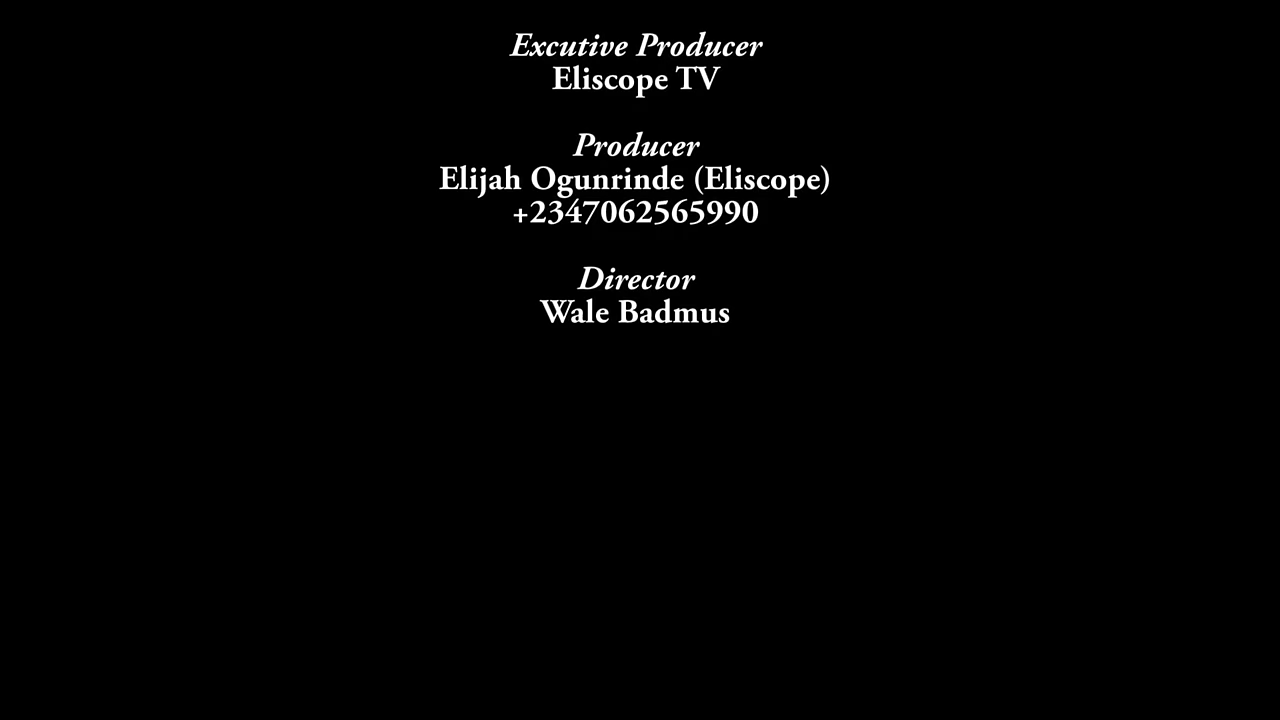 Excutive Producer
Eliscope TV
Producer
Elijah Ogunrinde (Eliscope)
+2347062565990
Director
Wale Badmus